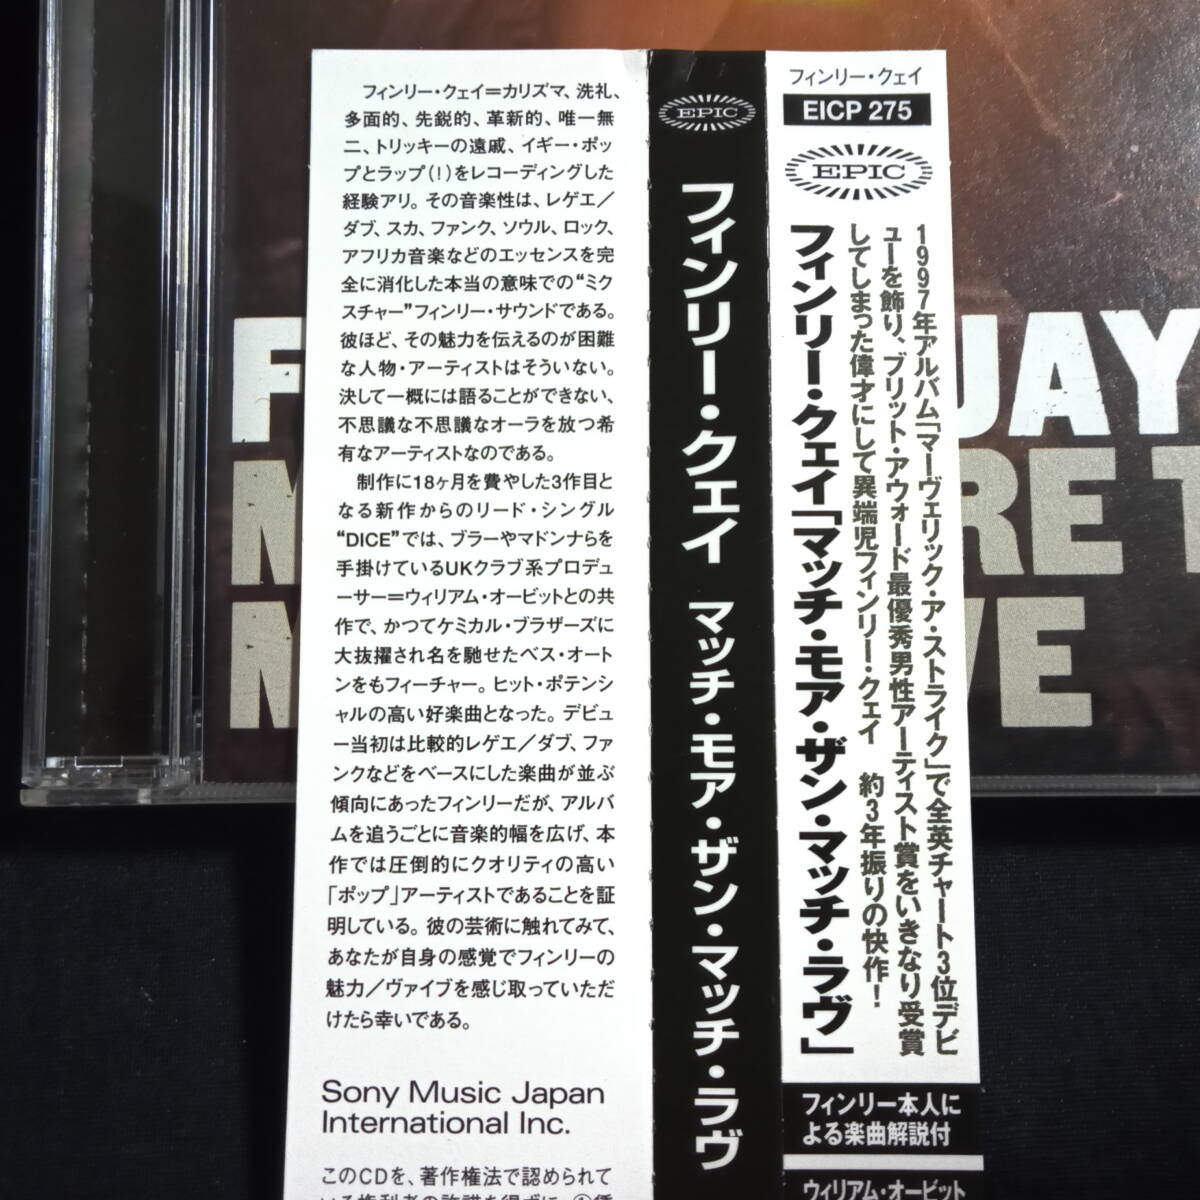 フィンリー・クェイ＝カリズマ、洗礼、
多面的、先鋭的、革新的、唯一無
二、トリッキーの遠戚、イギー・ポッ
プとラップ(！)をレコーディングした
経験アリ。その音楽性は、レゲエ／
ダブ、スカ、ファンク、ソウル、ロック、
アフリカ音楽などのエッセンスを完
全に消化した本当の意味での“ミク
スチャー”フィンリー・サウンドである。
彼ほど、その魅力を伝えるのが困難
な人物・アーティストはそういない。
決して一概には語ることができない、
不思議な不思議なオーラを放つ希
有なアーティストなのである。
制作に18ヶ月を費やした3作目と
なる新作からのリード・シングル
“DICE”では、ブラーやマドンナらを
手掛けているUKクラブ系プロデュ
ーサー＝ウィリアム・オービットとの共
作で、かつてケミカル・ブラザーズに
大抜擢され名を馳せたベス・オート
ンをもフィーチャー。ヒット・ポテンシ
ャルの高い好楽曲となった。デビュ
ー当初は比較的レゲエ／ダブ、ファ
ンクなどをベースにした楽曲が並ぶ
傾向にあったフィンリーだが、アルバ
ムを追うごとに音楽的幅を広げ、本
作では圧倒的にクオリティの高い
「ポップ」アーティストであることを証
明している。彼の芸術に触れてみて、
あなたが自身の感覚でフィンリーの
魅力／ヴァイブを感じ取っていただ
けたら幸いである。
Sony Music Japan
International Inc.
このCDを、著作権法で認められて
EPIC
フィンリー・クェイ マッチ・モア・ザン・マッチ・ラヴ
フィンリー・クェイ
EICP 275
EPIC
1997年アルバム「マーヴェリック・ア・ストライク」で全英チャート3位デビ
ューを飾り、ブリット・アウォード最優秀男性アーティスト賞をいきなり受賞
してしまった偉才にして異端児フィンリー・クェイ 約3年振りの快作！
フィンリー・クェイ「マッチ・モア・ザン・マッチ・ラヴ」
フィンリー本人に
よる楽曲解説付
ウィリアム・オービット